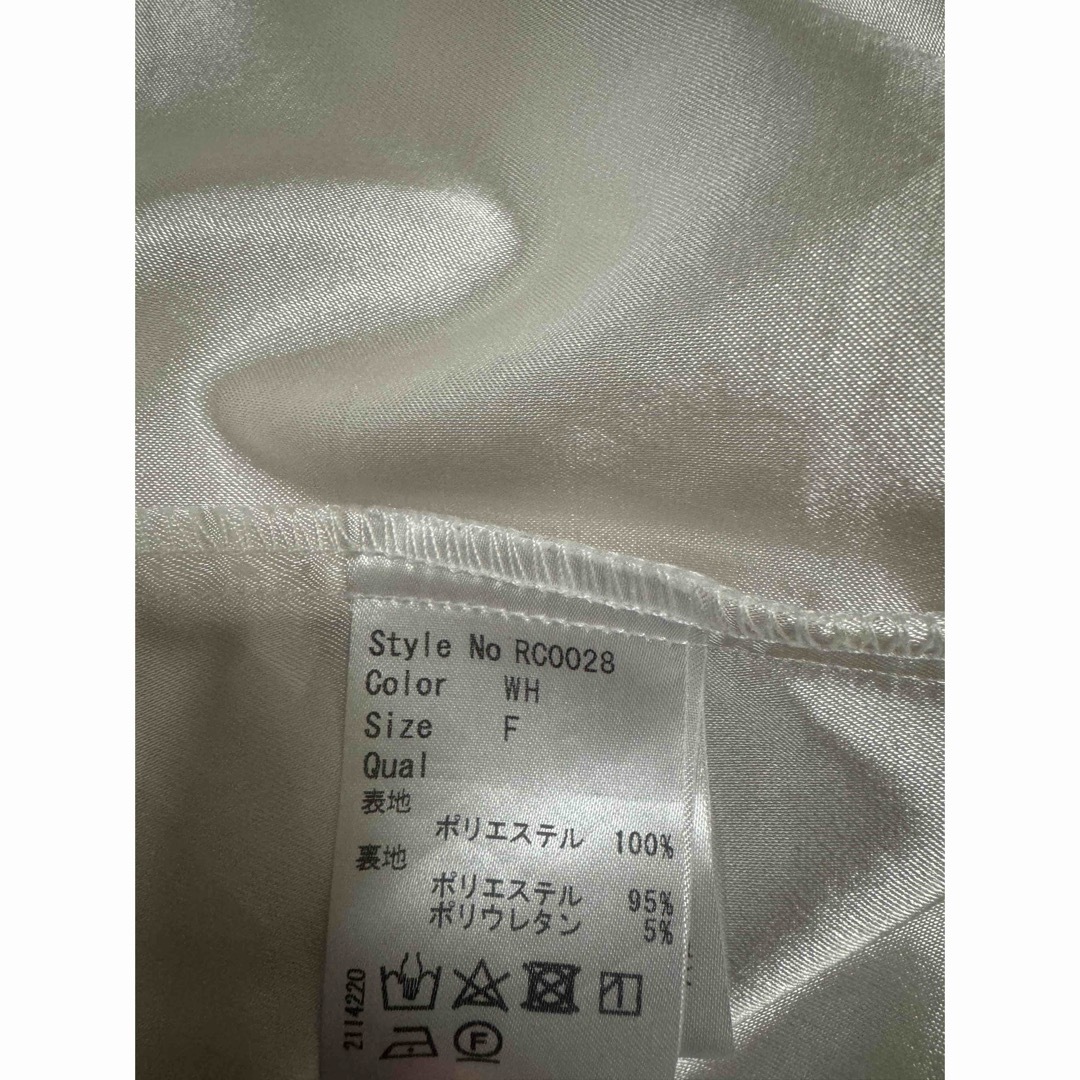 Style No RC0028
Color WH
Size F
Qual
表地
ポリエステル 100%
裏地
ポリエステル 95%
ポリウレタン 5%
2114220
F